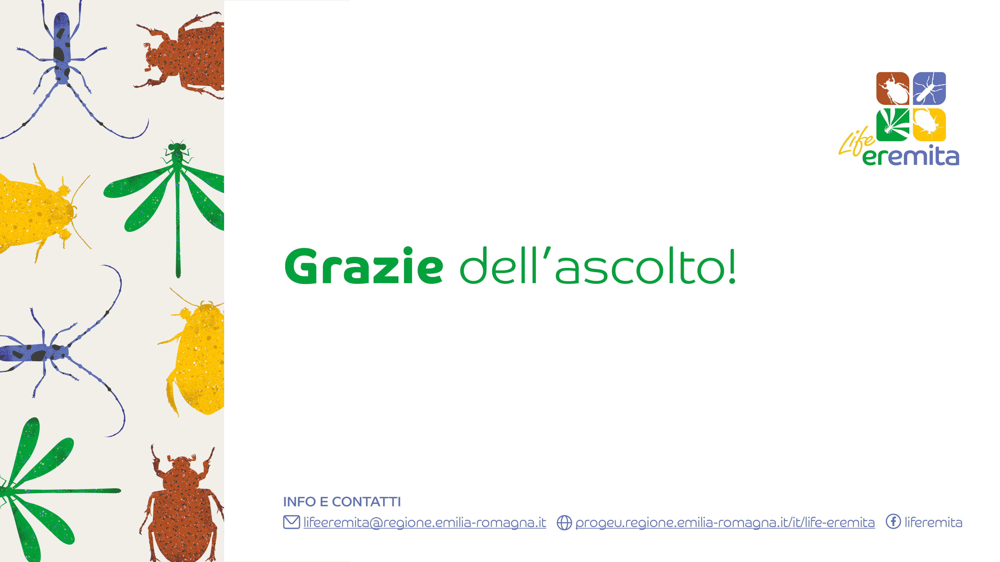 Life
eremita
Grazie dell’ascolto!
INFO E CONTATTI
lifeeremita@regione.emilia-romagna.it progeu.regione.emilia-romagna.it/it/life-eremita liferemita